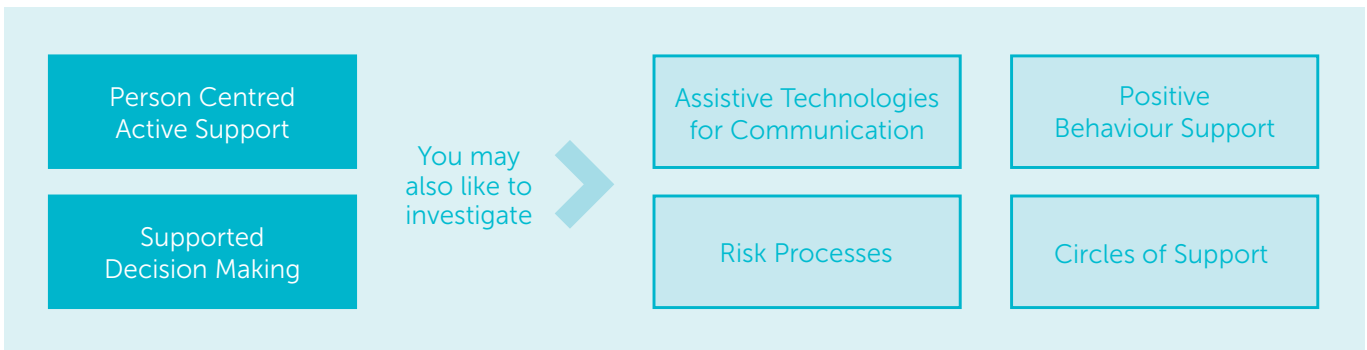 Person Centred
Active Support
Supported
Decision Making
You may
also like to
investigate
Assistive Technologies
for Communication
Positive
Behaviour Support
Risk Processes
Circles of Support